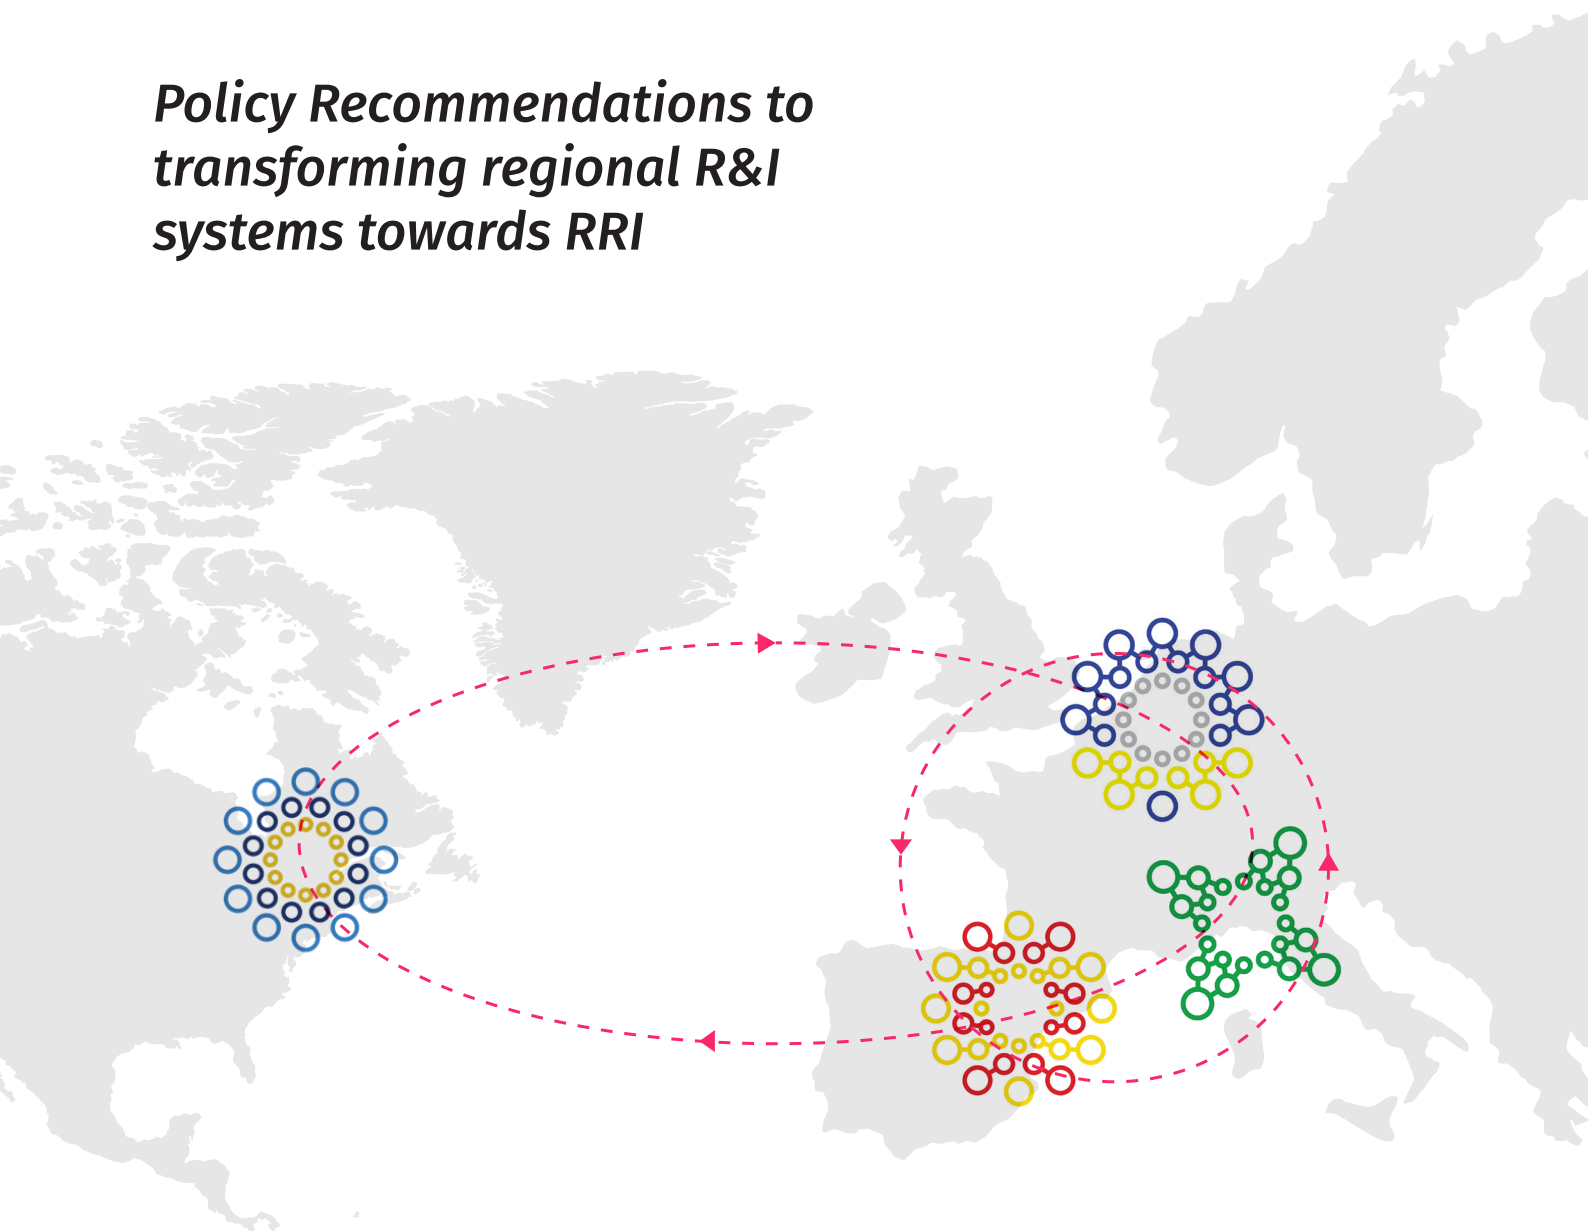 Policy Recommendations to
transforming regional R&I
systems towards RRI